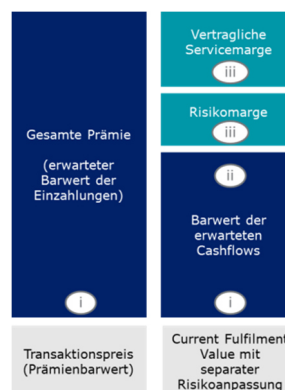 Gesamte Prämie
(erwarteter
Barwert der
Einzahlungen)
i
Transaktionspreis
(Prämienbarwert)
Vertragliche
Servicemarge
iii
Risikomarge
iii
ii
Barwert der
erwarteten
Cashflows
i
Current Fulfilment
Value mit
separater
Risikoanpassung